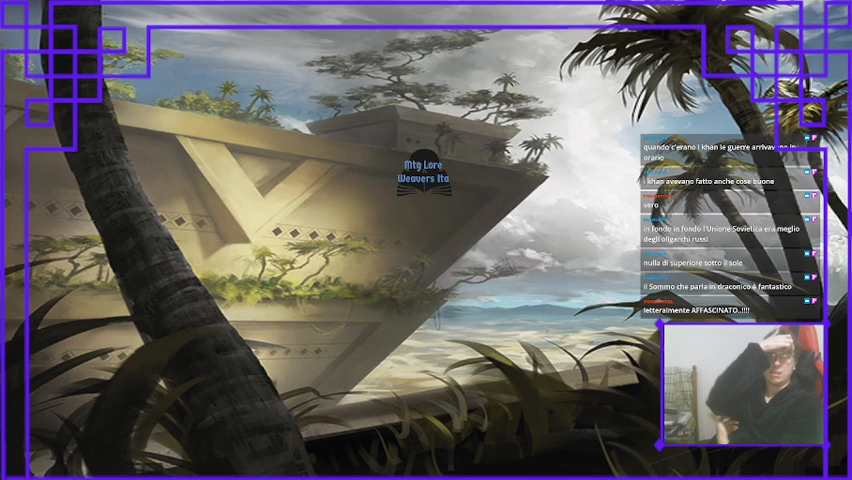 Mtg Lore
Weavers Ita
quando c'erano i khan le guerre arrivavano in
orario
i khan avevano fatto anche cose buone
vero
in fondo in fondo l'Unione Sovietica era meglio
degli oligarchi russi
nulla di superiore sotto il sole
il Sommo che parla in draconico è fantastico
letteralmente AFFASCINATO..!!!!